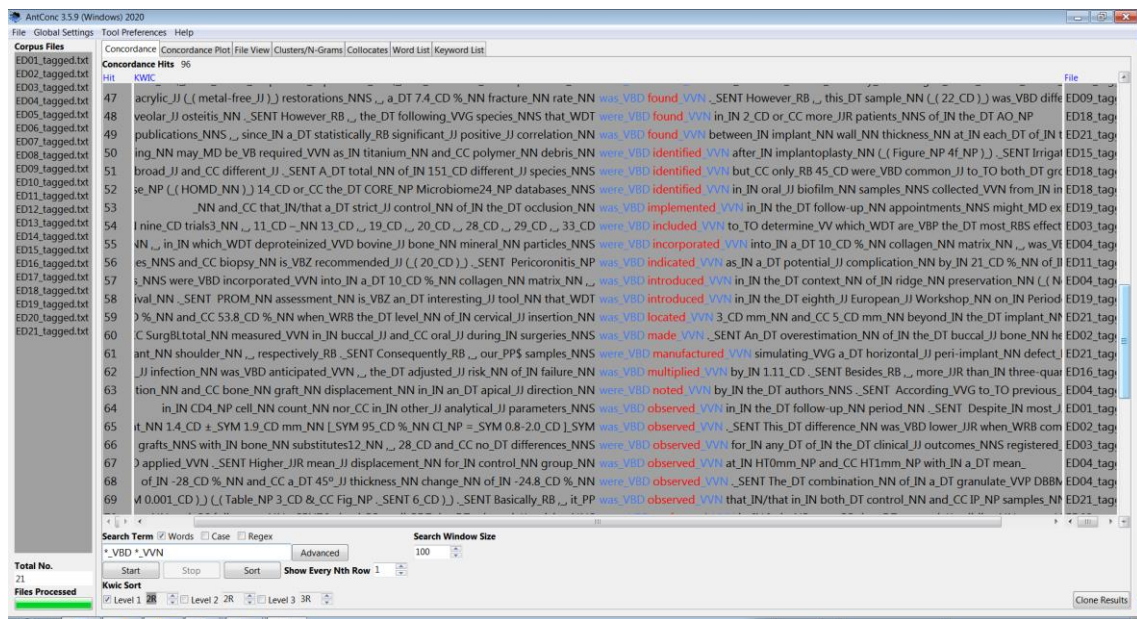 AntConc 3.5.9 (Windows) 2020
File Global Settings Tool Preferences Help
Corpus Files
ED01_tagged.txt
ED02_tagged.txt
ED03_tagged.txt
ED04_tagged.txt
ED05_tagged.txt
ED06_tagged.txt
ED07_tagged.txt
ED08_tagged.txt
ED09_tagged.txt
ED10_tagged.txt
ED11_tagged.txt
ED12_tagged.txt
ED13_tagged.txt
ED14_tagged.txt
ED15_tagged.txt
ED16_tagged.txt
ED17_tagged.txt
ED18_tagged.txt
ED19_tagged.txt
ED20_tagged.txt
ED21_tagged.txt
Concordance Concordance Plot File View Clusters/N-Grams Collocates Word List Keyword List
Concordance Hits 96
Hit KWIC File
47 acrylic_JJ (_( metal-free_JJ )_) restorations_NNS ,_, a_DT 7.4_CD %_NN fracture_NN rate_NN was_VBD found_VVN ._SENT However_RB ,_, this_DT sample_NN (_( 22_CD )_) was_VBD diffe ED09_tag
48 veolar_JJ osteitis_NN ._SENT However_RB ,_, the_DT following_VVG species_NNS that_WDT were_VBD found_VVN in_IN 2_CD or_CC more_JJR patients_NNS of_IN the_DT AO_NP ED18_tag
49 publications_NNS ,_, since_IN a_DT statistically_RB significant_JJ positive_JJ correlation_NN was_VBD found_VVN between_IN implant_NN wall_NN thickness_NN at_IN each_DT of_IN t ED21_tag
50 ing_NN may_MD be_VB required_VVN as_IN titanium_NN and_CC polymer_NN debris_NN were_VBD identified_VVN after_IN implantoplasty_NN (_( Figure_NP 4f_NP )_) ._SENT Irrigat ED15_tag
51 broad_JJ and_CC different_JJ ._SENT A_DT total_NN of_IN 151_CD different_JJ species_NNS were_VBD identified_VVN but_CC only_RB 45_CD were_VBD common_JJ to_TO both_DT gr ED18_tag
52 se_NP (_( HOMD_NN )_) 14_CD or_CC the_DT CORE_NP Microbiome24_NP databases_NNS were_VBD identified_VVN in_IN oral_JJ biofilm_NN samples_NNS collected_VVN from_IN in ED18_tag
53 _NN and_CC that_IN/that a_DT strict_JJ control_NN of_IN the_DT occlusion_NN was_VBD implemented_VVN in_IN the_DT follow-up_NN appointments_NNS might_MD ex ED19_tag
54 l nine_CD trials3_NN ,_, 11_CD –_NN 13_CD ,_, 19_CD ,_, 20_CD ,_, 28_CD ,_, 29_CD ,_, 33_CD were_VBD included_VVN to_TO determine_VV which_WDT are_VBP the_DT most_RBS effect ED03_tag
55 NN ,_, in_IN which_WDT deproteinized_VVD bovine_JJ bone_NN mineral_NN particles_NNS were_VBD incorporated_VVN into_IN a_DT 10_CD %_NN collagen_NN matrix_NN ,_, was_VE ED04_tag
56 es_NNS and_CC biopsy_NN is_VBZ recommended_JJ (_( 20_CD )_) ._SENT Pericoronitis_NP was_VBD indicated_VVN as_IN a_DT potential_JJ complication_NN by_IN 21_CD %_NN of_I ED11_tag
57 s_NNS were_VBD incorporated_VVN into_IN a_DT 10_CD %_NN collagen_NN matrix_NN ,_, was_VBD introduced_VVN in_IN the_DT context_NN of_IN ridge_NN preservation_NN (_( N ED04_tag
58 ival_NN ._SENT PROM_NN assessment_NN is_VBZ an_DT interesting_JJ tool_NN that_WDT was_VBD introduced_VVN in_IN the_DT eighth_JJ European_JJ Workshop_NN on_IN Period ED19_tag
59 )_NN and_CC 53.8_CD %_NN when_WRB the_DT level_NN of_IN cervical_JJ insertion_NN was_VBD located_VVN 3_CD mm_NN and_CC 5_CD mm_NN beyond_IN the_DT implant_N ED21_tag
60 C SurgBLtotal_NN measured_VVN in_IN buccal_JJ and_CC oral_JJ during_IN surgeries_NNS was_VBD made_VVN ._SENT An_DT overestimation_NN of_IN the_DT buccal_JJ bone_NN he ED02_tag
61 ant_NN shoulder_NN ,_, respectively_RB ._SENT Consequently_RB ,_, our_PP$ samples_NNS were_VBD manufactured_VVN simulating_VVG a_DT horizontal_JJ peri-implant_NN defect_ ED21_tag
62 _JJ infection_NN was_VBD anticipated_VVN ,_, the_DT adjusted_JJ risk_NN of_IN failure_NN was_VBD multiplied_VVN by_IN 1.11_CD ._SENT Besides_RB ,_, more_JJR than_IN three-quar ED16_tag
63 tion_NN and_CC bone_NN graft_NN displacement_NN in_IN an_DT apical_JJ direction_NN were_VBD noted_VVN by_IN the_DT authors_NNS ._SENT According_VVG to_TO previous_ ED04_tag
64 in_IN CD4_NP cell_NN count_NN nor_CC in_IN other_JJ analytical_JJ parameters_NNS was_VBD observed_VVN in_IN the_DT follow-up_NN period_NN ._SENT Despite_IN most_J ED01_tag
65 t_NN 1.4_CD ±_SYM 1.9_CD mm_NN [_SYM 95_CD %_NN CI_NP =_SYM 0.8-2.0_CD ]_SYM was_VBD observed_VVN ._SENT This_DT difference_NN was_VBD lower_JJR when_WRB com ED02_tag
66 grafts_NNS with_IN bone_NN substitutes12_NN ,_, 28_CD and_CC no_DT differences_NNS were_VBD observed_VVN for_IN any_DT of_IN the_DT clinical_JJ outcomes_NNS registered_ ED03_tag
67 ) applied_VVN ._SENT Higher_JJR mean_JJ displacement_NN for_IN control_NN group_NN was_VBD observed_VVN at_IN HT0mm_NP and_CC HT1mm_NP with_IN a_DT mean_ ED04_tag
68 of_IN -28_CD %_NN and_CC a_DT 45º_JJ thickness_NN change_NN of_IN -24.8_CD %_NN was_VBD observed_VVN ._SENT The_DT combination_NN of_IN a_DT granulate_VVP DBBM ED04_tag
69 M 0.001_CD )_) (_( Table_NP 3_CD &_CC Fig_NP ._SENT 6_CD )_) ._SENT Basically_RB ,_, it_PP was_VBD observed_VVN that_IN/that in_IN both_DT control_NN and_CC IP_NP samples_N ED21_tag
Search Term Words Case Regex Search Window Size
*_VBD *_VVN Advanced 100
Start Stop Sort Show Every Nth Row 1
Kwic Sort
Level 1 2R Level 2 2R Level 3 3R Clone Results
Total No.
21
Files Processed